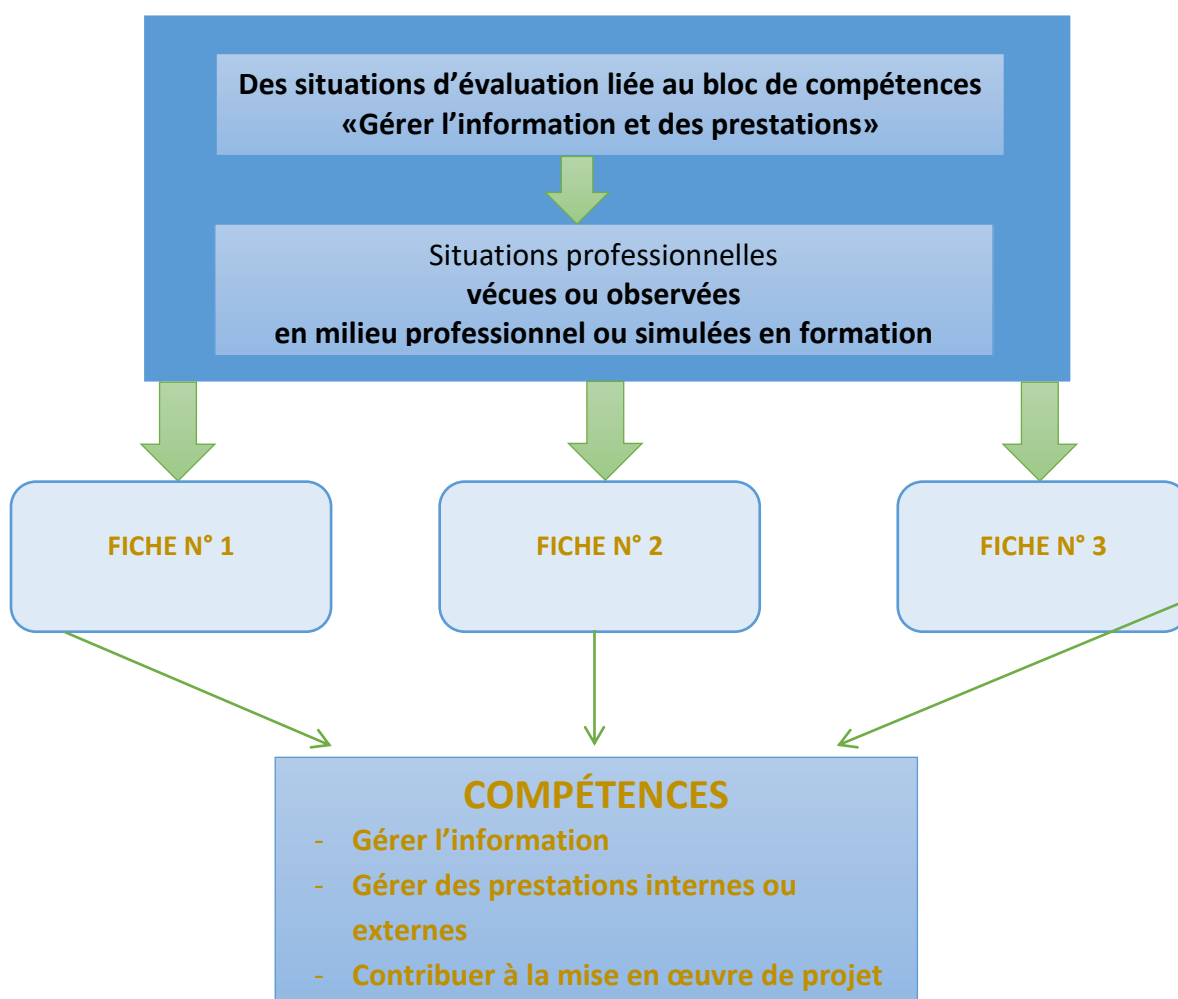 Des situations d’évaluation liée au bloc de compétences
«Gérer l’information et des prestations»
Situations professionnelles
vécues ou observées
en milieu professionnel ou simulées en formation
FICHE N° 1
FICHE N° 2
FICHE N° 3
COMPÉTENCES
- Gérer l’information
- Gérer des prestations internes ou
externes
- Contribuer à la mise en œuvre de projet